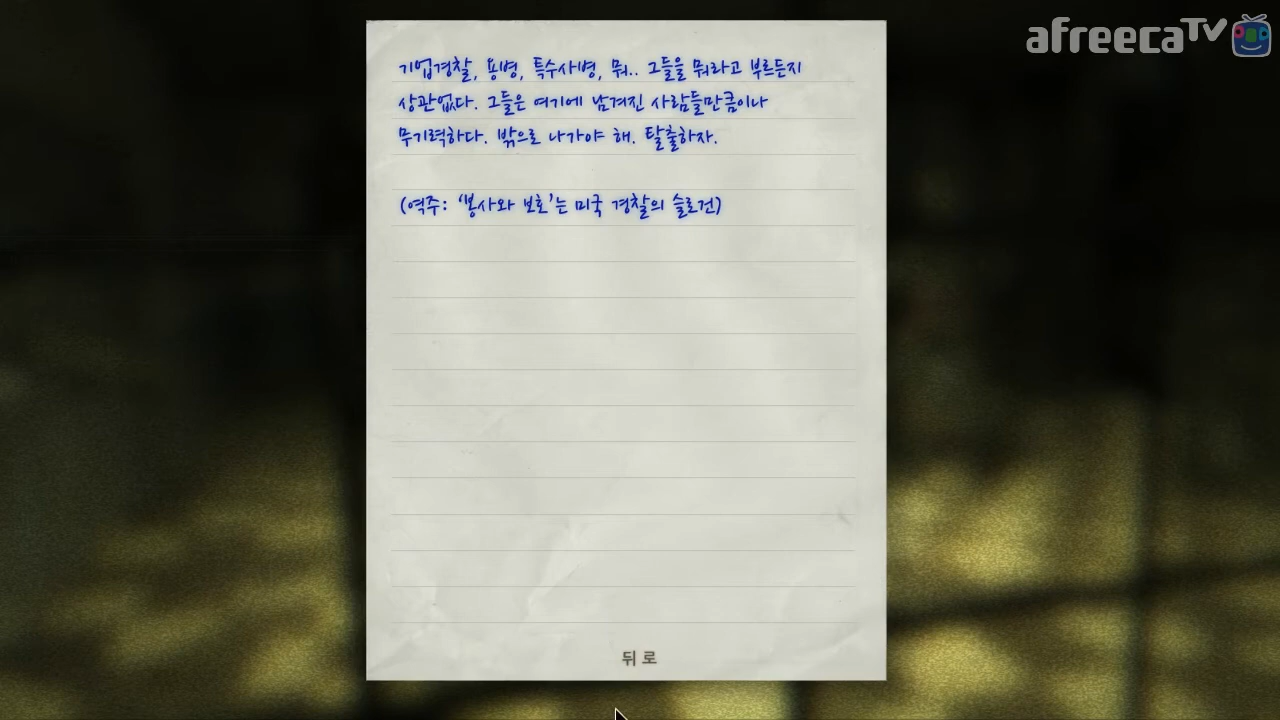 afreecaTV
기업경찰, 용병, 특수사병, 뭐.. 그들을 뭐라고 부르든지
상관없다. 그들은 여기에 남겨진 사람들만큼이나
무기력하다. 밖으로 나가야 해. 탈출하자.
(역주: '봉사와 보호'는 미국 경찰의 슬로건)
뒤로